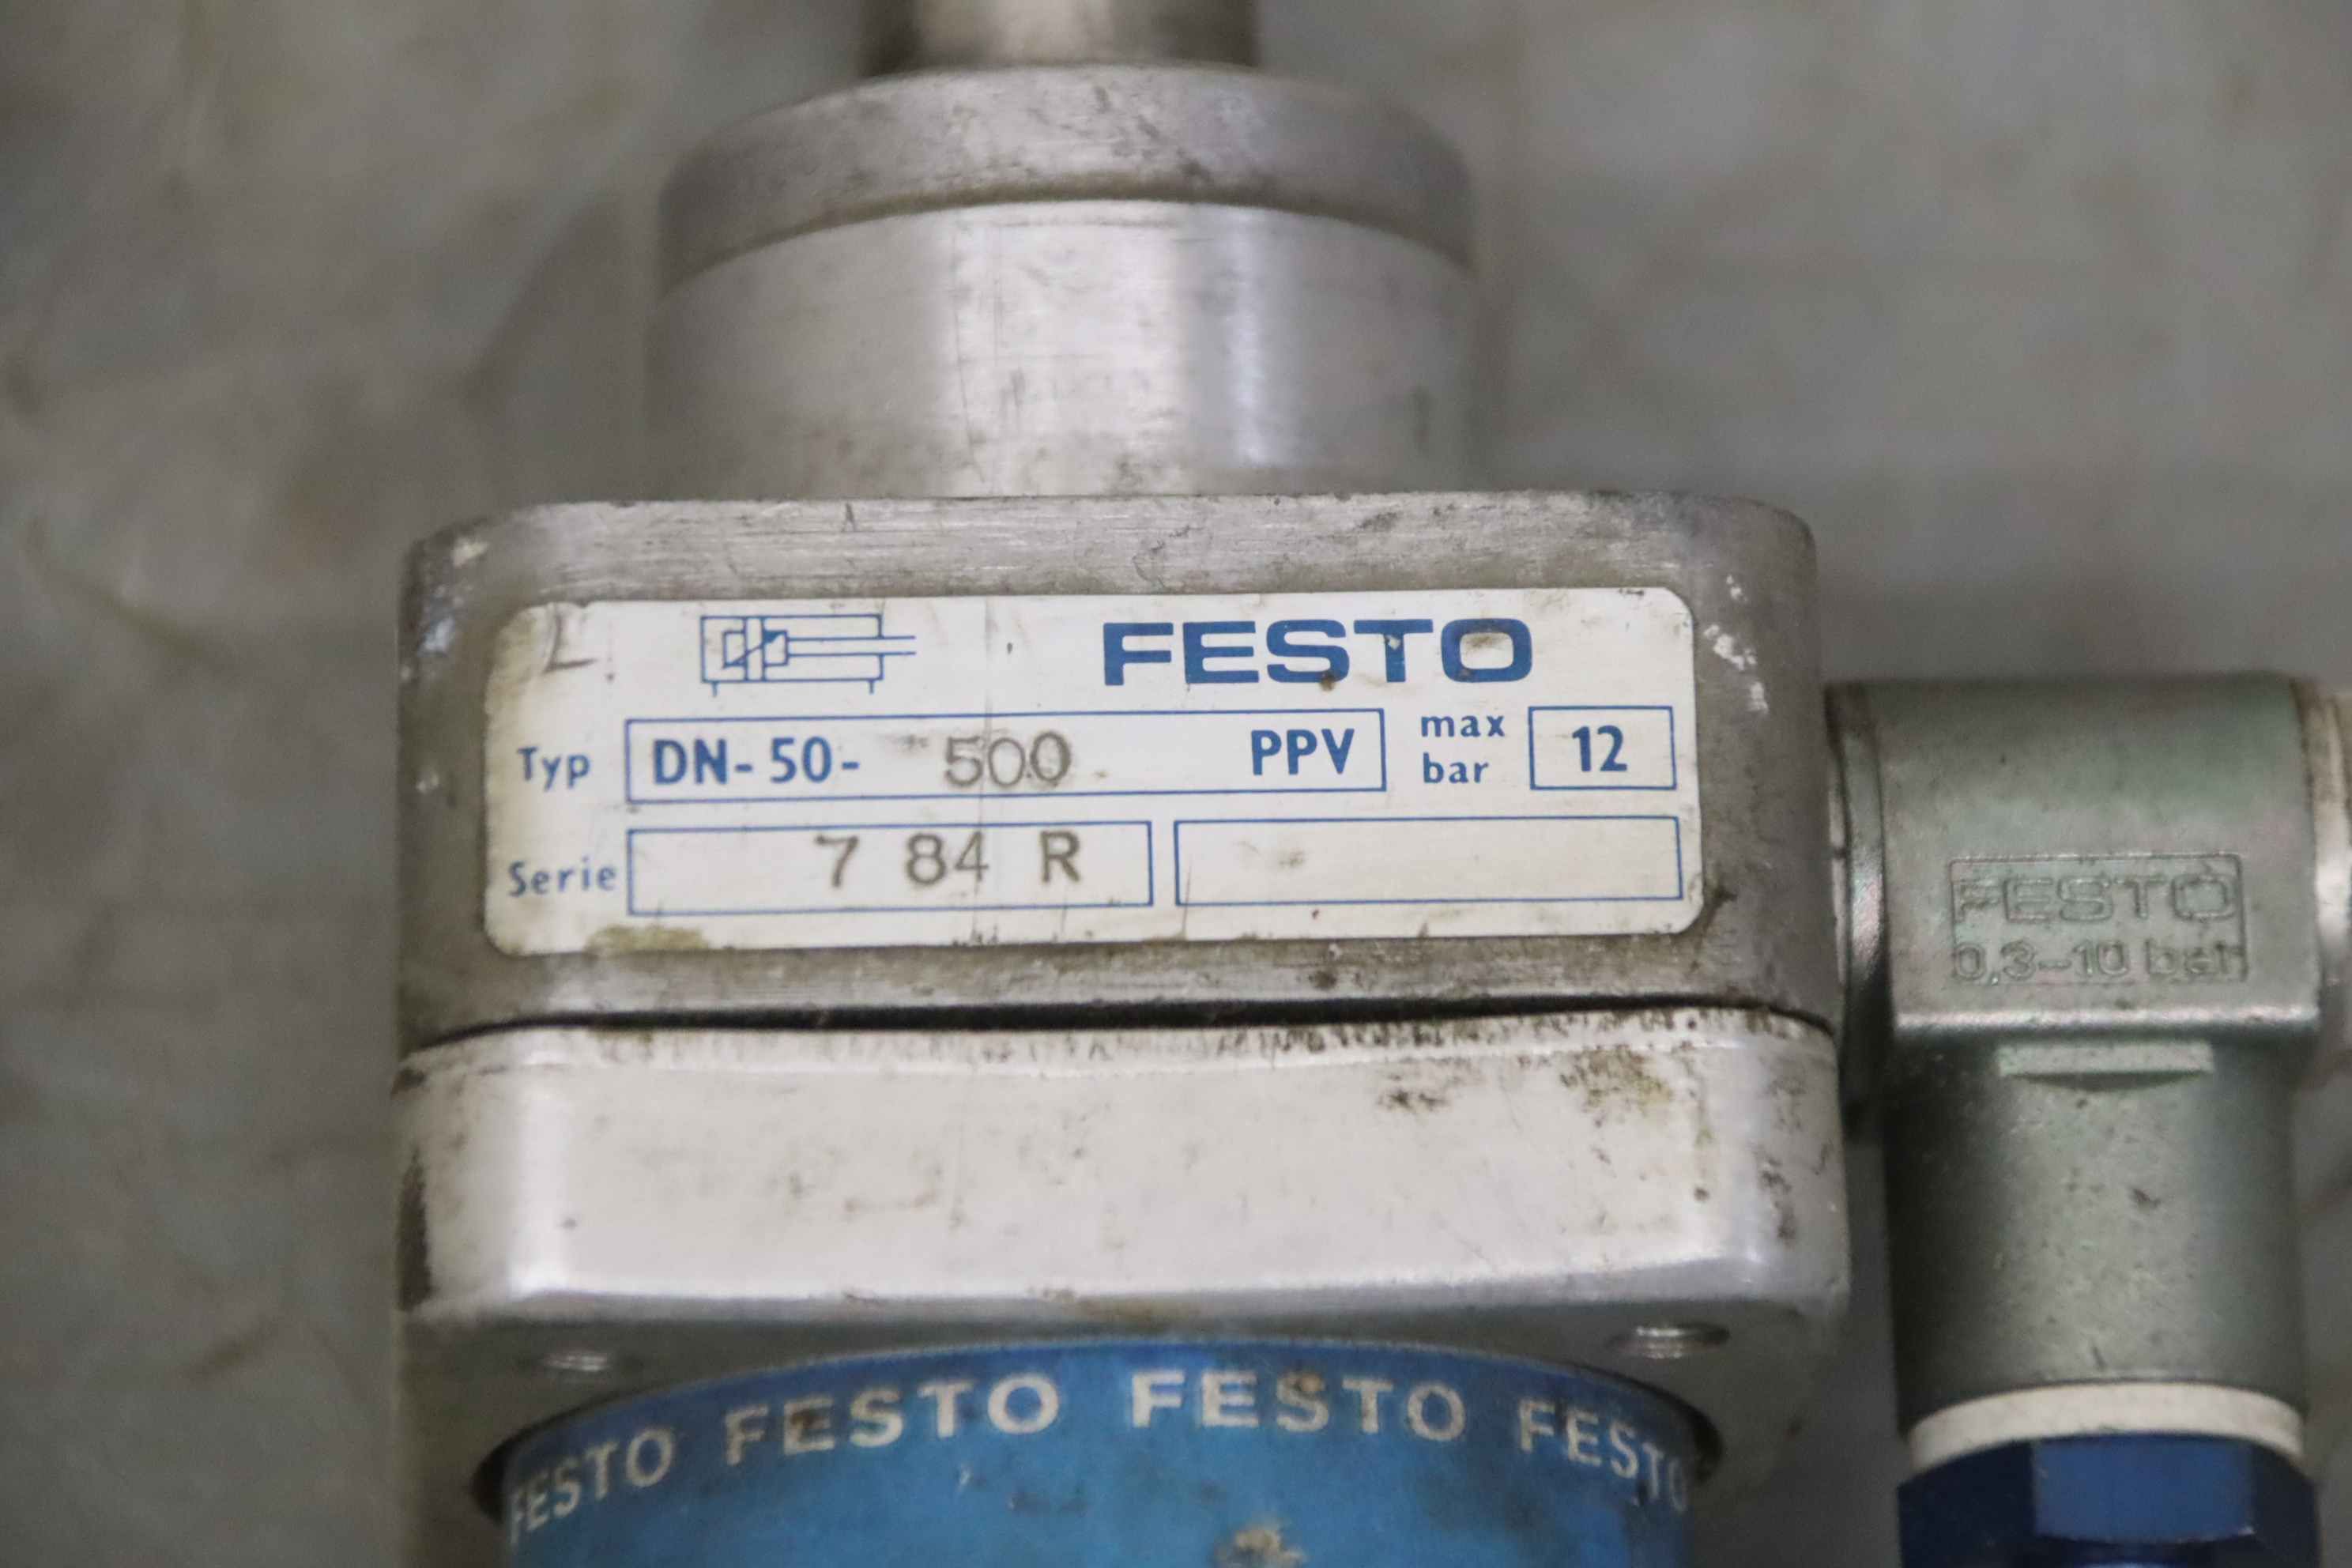 FESTO
Typ DN-50- 500 PPV max bar 12
Serie 7 84 R
FESTO
0,3-10 bar
FESTO FESTO FESTO FESTO